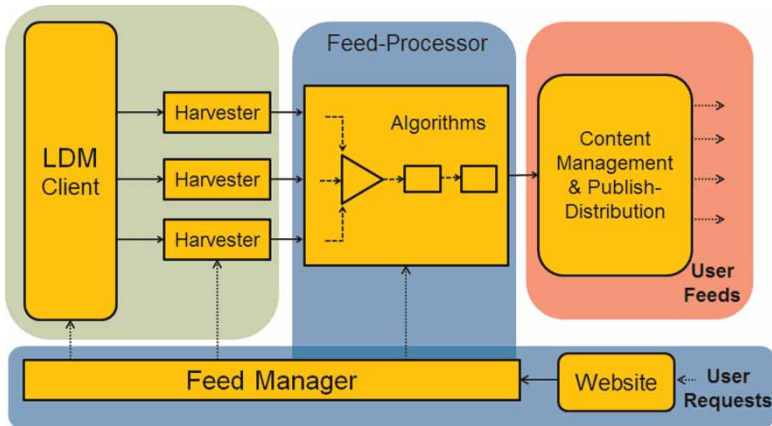 Feed-Processor
LDM
Client
Harvester
Harvester
Harvester
Algorithms
Content
Management
& Publish-
Distribution
User
Feeds
Feed Manager
Website
User
Requests